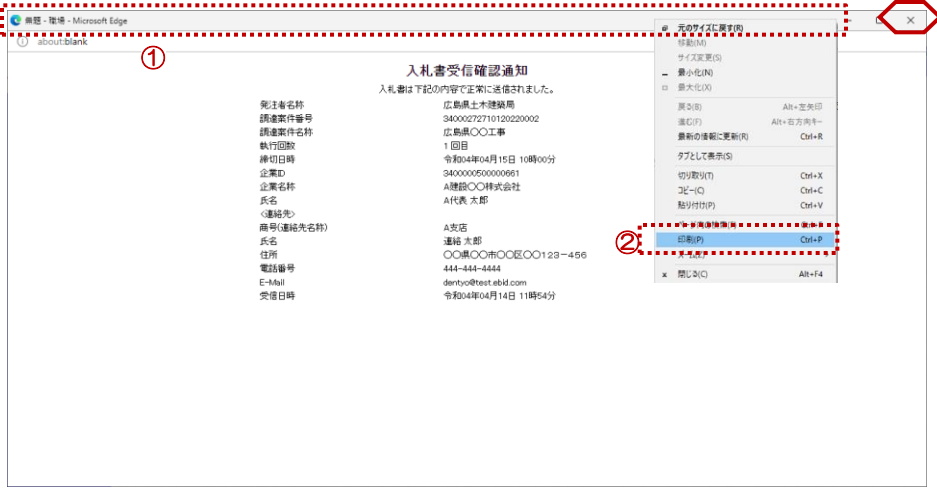 無題 - 職場 - Microsoft Edge
about:blank
①
入札書受信確認通知
入札書は下記の内容で正常に送信されました。
発注者名称 広島県土木建築局
調達案件番号 34000272710120220002
調達案件名称 広島県〇〇工事
執行回数 1回目
締切日時 令和04年04月15日 10時00分
企業ID 3400000500000661
企業名称 A建設〇〇株式会社
氏名 A代表 太郎
<連絡先>
商号(連絡先名称) A支店
氏名 連絡 太郎
住所 〇〇県〇〇市〇〇区〇〇123-456
電話番号 444-444-4444
E-Mail dentyo@test.ebid.com
受信日時 令和04年04月14日 11時54分
元のサイズに戻す(R)
移動(M)
サイズ変更(S)
最小化(N)
最大化(X)
戻る(B) Alt+左矢印
進む(F) Alt+右方向キー
最新の情報に更新(R) Ctrl+R
タブとして表示(S)
切り取り(T) Ctrl+X
コピー(C) Ctrl+C
貼り付け(P) Ctrl+V
②
印刷(P) Ctrl+P
閉じる(C) Alt+F4